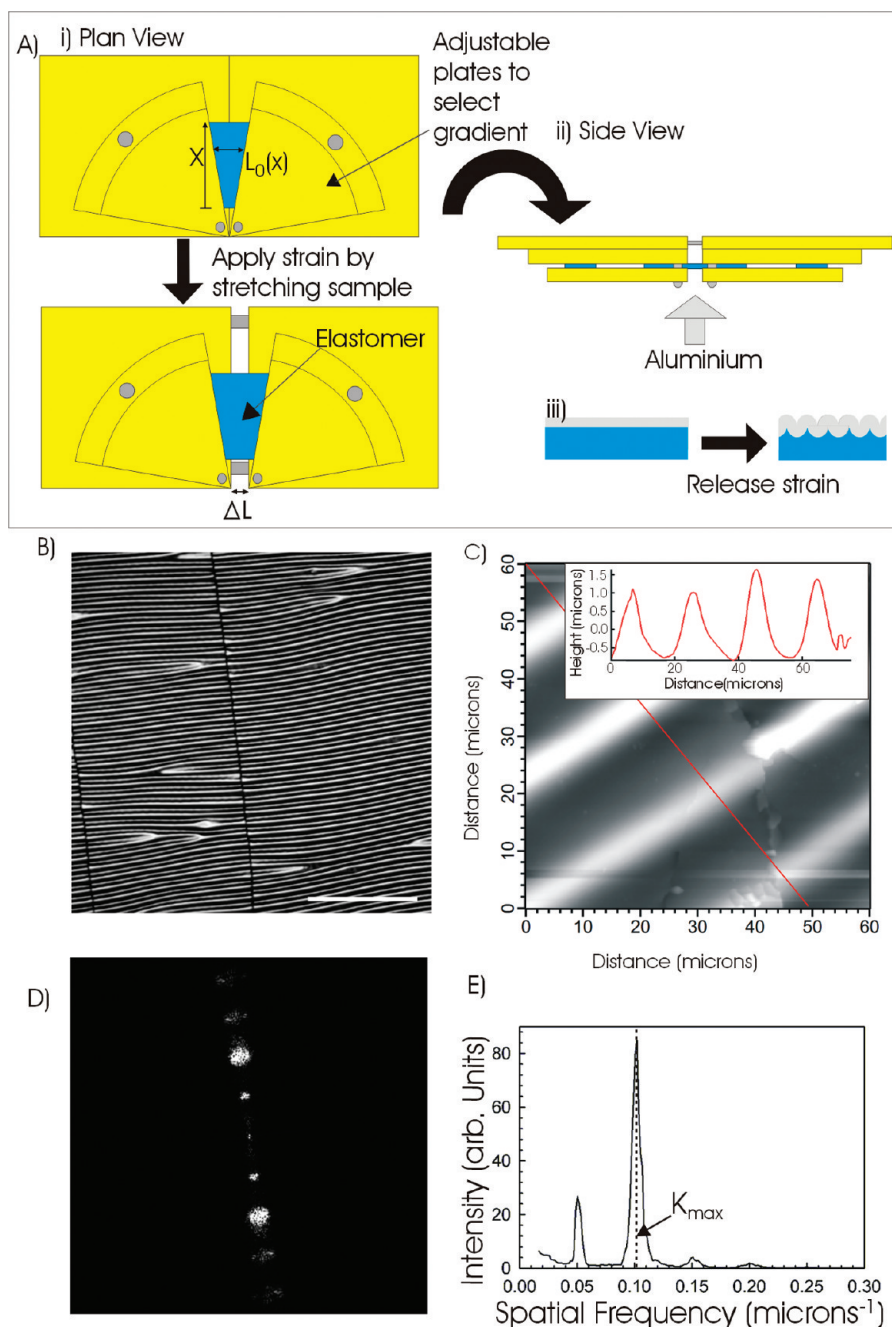 A)
i) Plan View
Adjustable
plates to
select
gradient
ii) Side View
X
L₀(x)
Apply strain by
stretching sample
Elastomer
Aluminium
iii)
Release strain
ΔL
B)
C)
60
50
40
30
20
10
0
Distance (microns)
1.5
1.0
0.5
0.0
-0.5
Height (microns)
0 20 40 60
Distance(microns)
0 10 20 30 40 50 60
Distance (microns)
D)
E)
80
60
40
20
0
Intensity (arb. Units)
Kmax
0.00 0.05 0.10 0.15 0.20 0.30
Spatial Frequency (microns⁻¹)